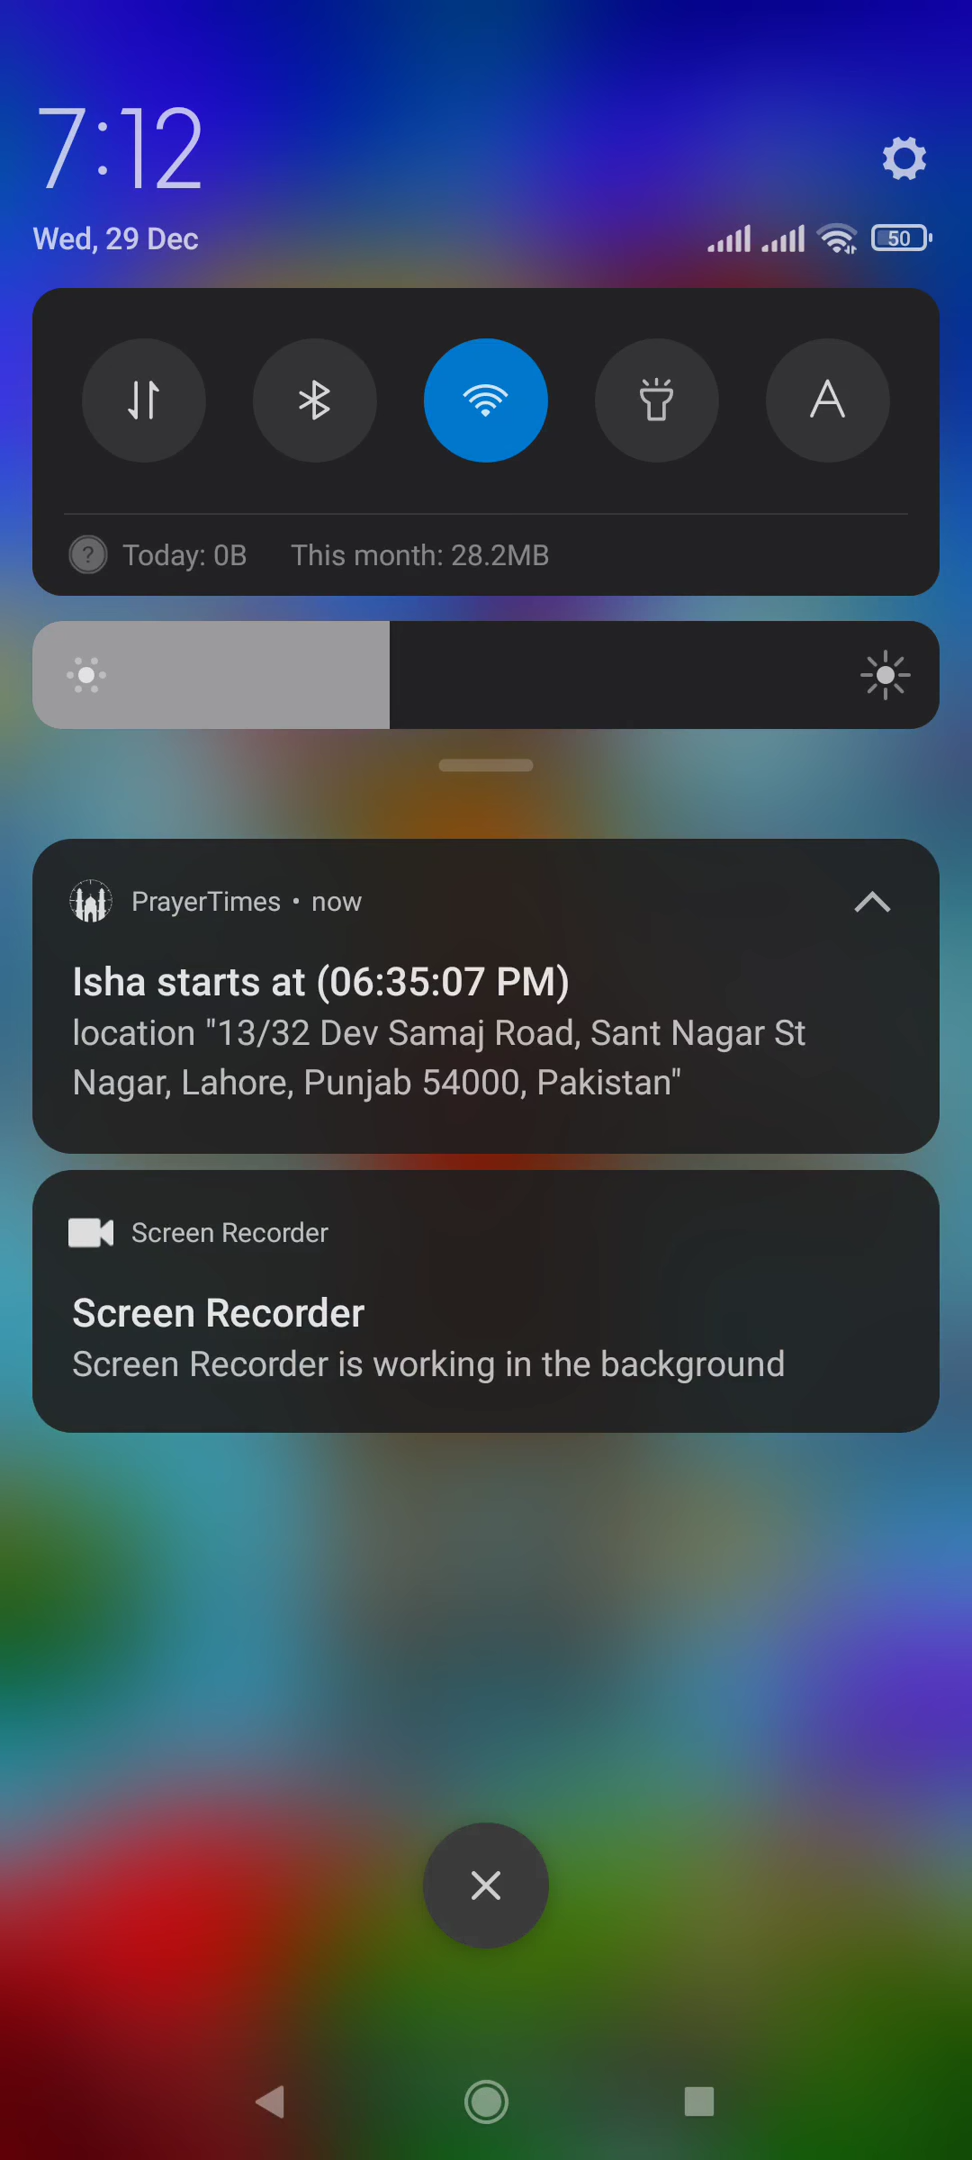 7:12
Wed, 29 Dec
50
A
? Today: 0B This month: 28.2MB
PrayerTimes • now
Isha starts at (06:35:07 PM)
location "13/32 Dev Samaj Road, Sant Nagar St
Nagar, Lahore, Punjab 54000, Pakistan"
Screen Recorder
Screen Recorder
Screen Recorder is working in the background